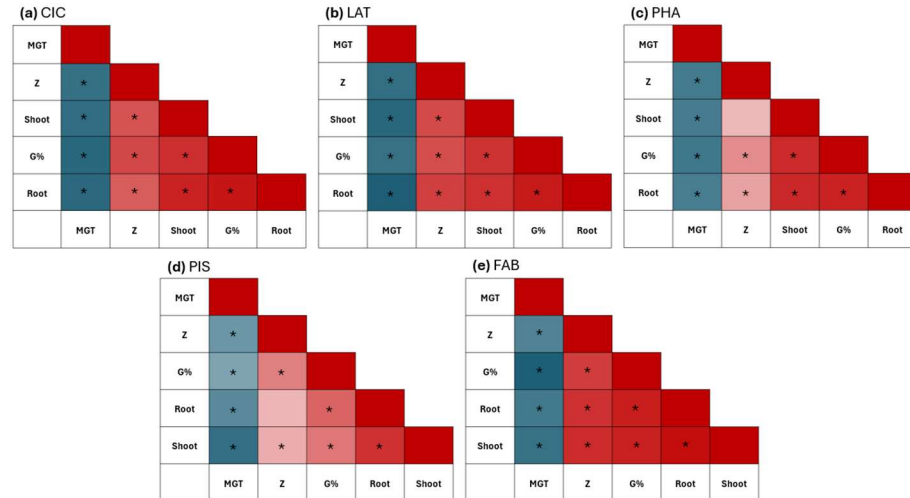 (a) CIC
MGT
Z *
Shoot * *
G% * * *
Root * * * *
MGT Z Shoot G% Root
(b) LAT
MGT
Z *
Shoot * *
G% * * *
Root * * * *
MGT Z Shoot G% Root
(c) PHA
MGT
Z *
Shoot *
G% * * *
Root * * * *
MGT Z Shoot G% Root
(d) PIS
MGT
Z *
G% * *
Root * *
Shoot * * * *
MGT Z G% Root Shoot
(e) FAB
MGT
Z *
G% * *
Root * * *
Shoot * * * *
MGT Z G% Root Shoot